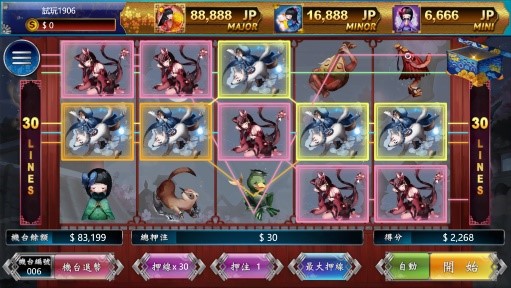 試玩1906
$ 0
88,888 JP
MAJOR
16,888 JP
MINOR
6,666 JP
MINI
30
LINES
30
LINES
機台餘額
$ 83,199
總押注
$ 30
得分
$ 2,268
機台編號
006
機台退幣
押線x30
押注 1
最大押線
自動
開始